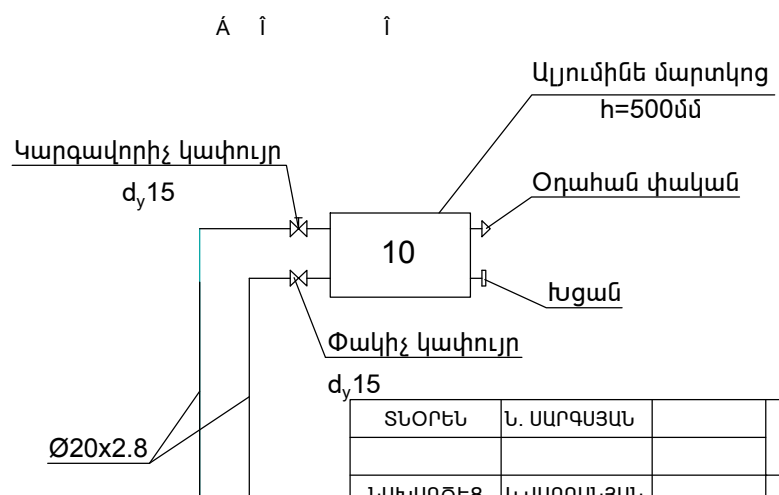 Á Î Î
Ալյումինե մարտկոց
h=500մմ
Կարգավորիչ կափույր
dy15
Օդահան փական
10
Խցան
Փակիչ կափույր
dy15
Ø20x2.8
ՏՆՕՐԵՆ Ն. ՍԱՐԳՍՅԱՆ